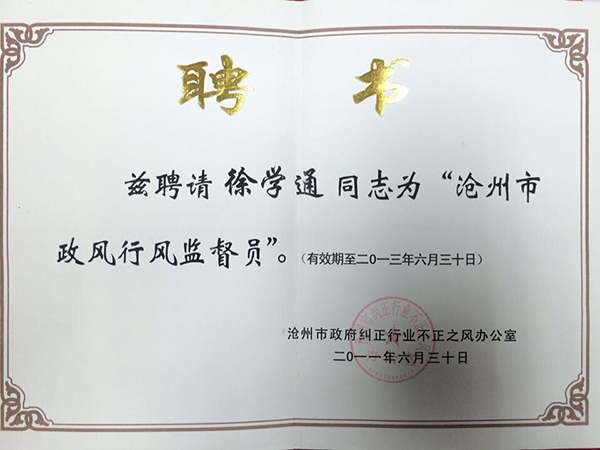 聘 书
兹聘请 徐学通 同志为“沧州市
政风行风监督员”。(有效期至二0一三年六月三十日)
沧州市政府纠正行业不正之风办公室
二0一一年六月三十日